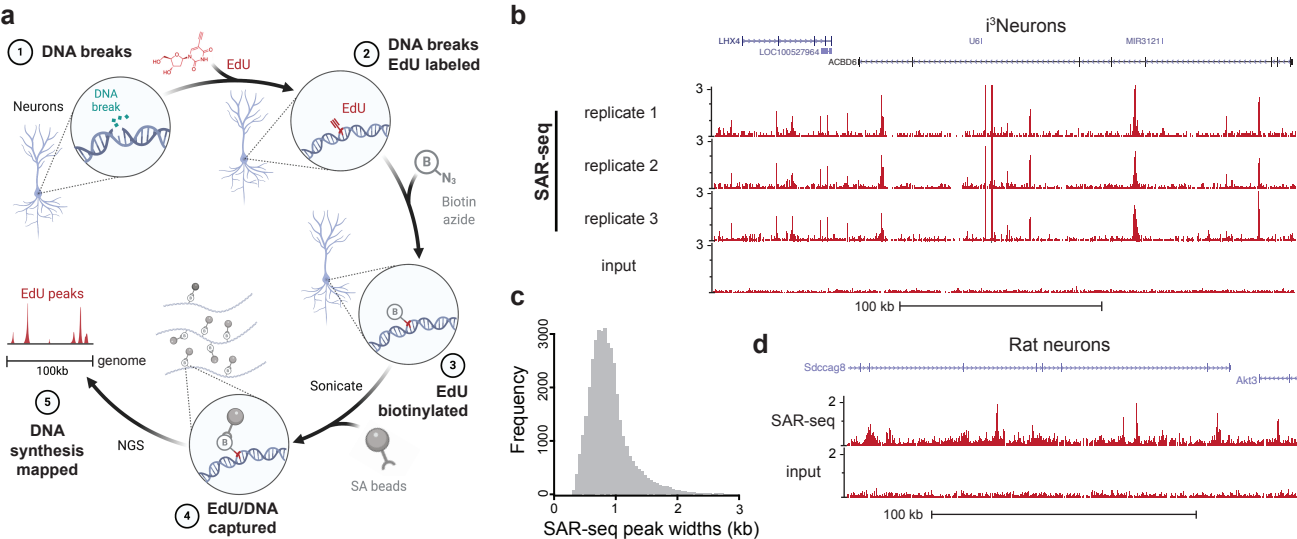 a
1 DNA breaks
EdU
2 DNA breaks
EdU labeled
Neurons
DNA
break
EdU
B
N3
Biotin
azide
B
3
EdU
biotinylated
Sonicate
SA beads
B
4 EdU/DNA
captured
NGS
5
DNA
synthesis
mapped
EdU peaks
genome
100kb
b
i³Neurons
LHX4
LOC100527964
ACBD6
U6
MIR3121
SAR-seq
replicate 1
replicate 2
replicate 3
input
3
3
3
3
100 kb
c
Frequency
3000
2000
1000
0
0 1 2 3
SAR-seq peak widths (kb)
d
Rat neurons
Sdccag8
Akt3
SAR-seq
input
2
2
100 kb